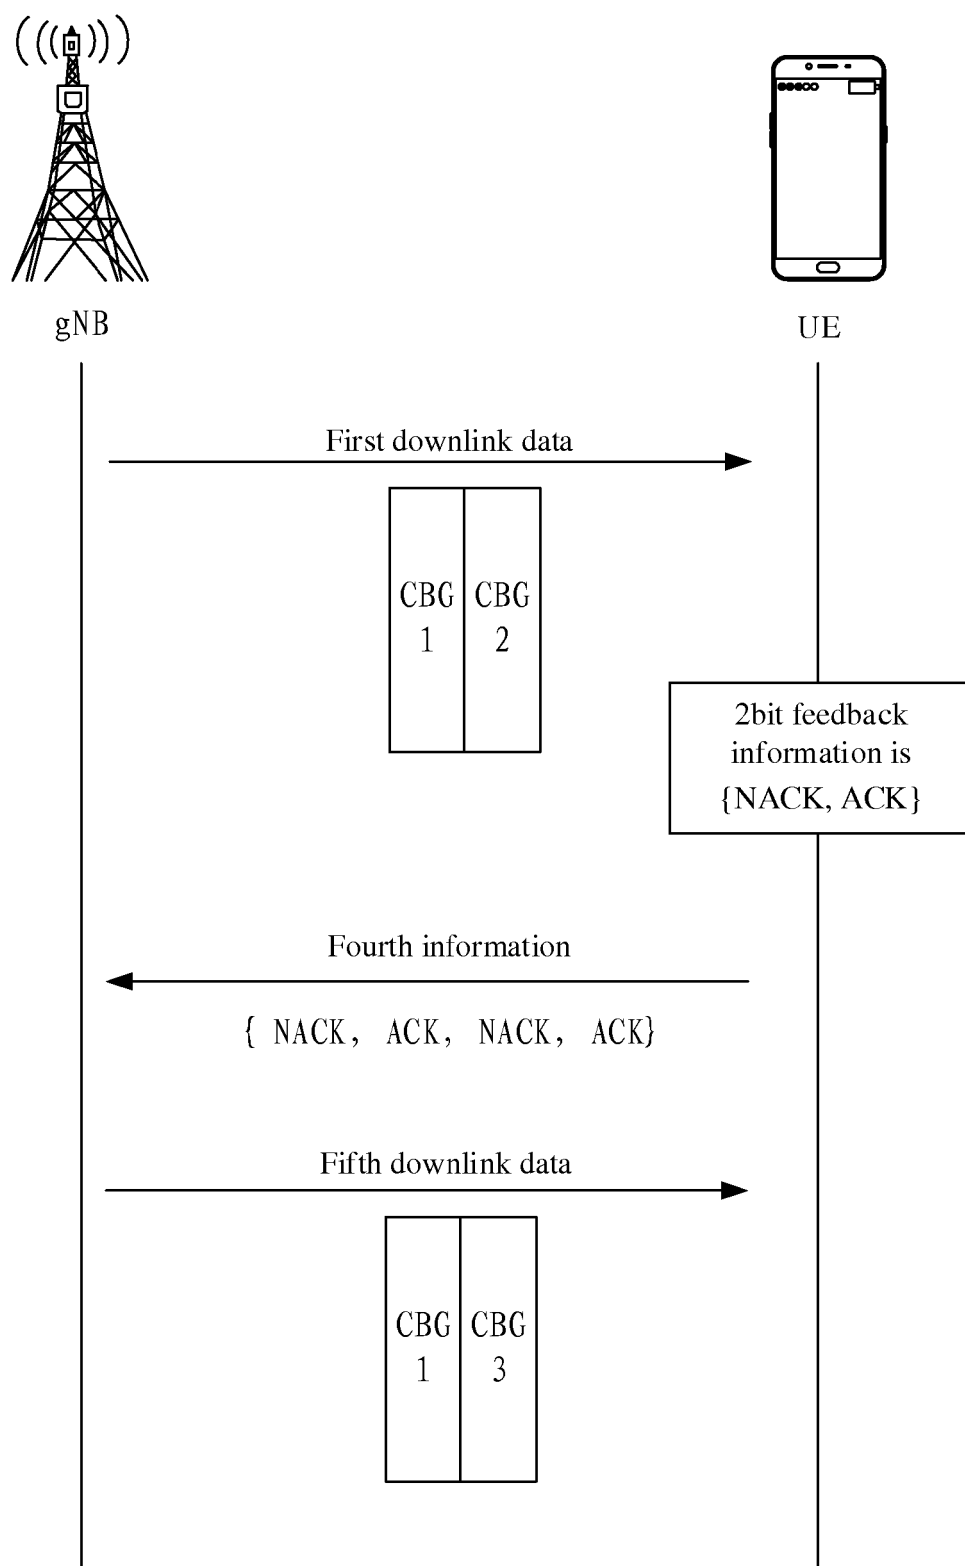 gNB
UE
First downlink data
CBG CBG
1 2
2bit feedback
information is
{NACK, ACK}
Fourth information
{ NACK, ACK, NACK, ACK}
Fifth downlink data
CBG CBG
1 3